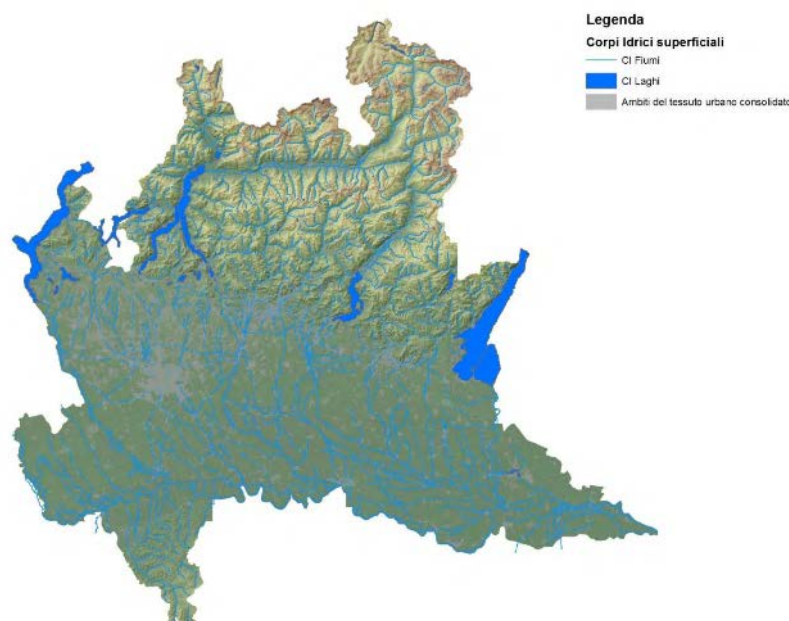 Legenda
Corpi Idrici superficiali
CI Fiumi
CI Laghi
Ambiti del tessuto urbano consolidato